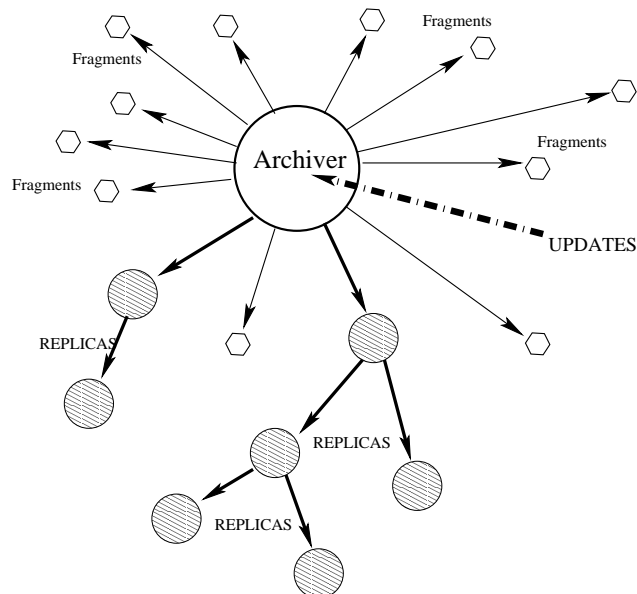 Fragments
Fragments
Fragments
Archiver
Fragments
UPDATES
REPLICAS
REPLICAS
REPLICAS